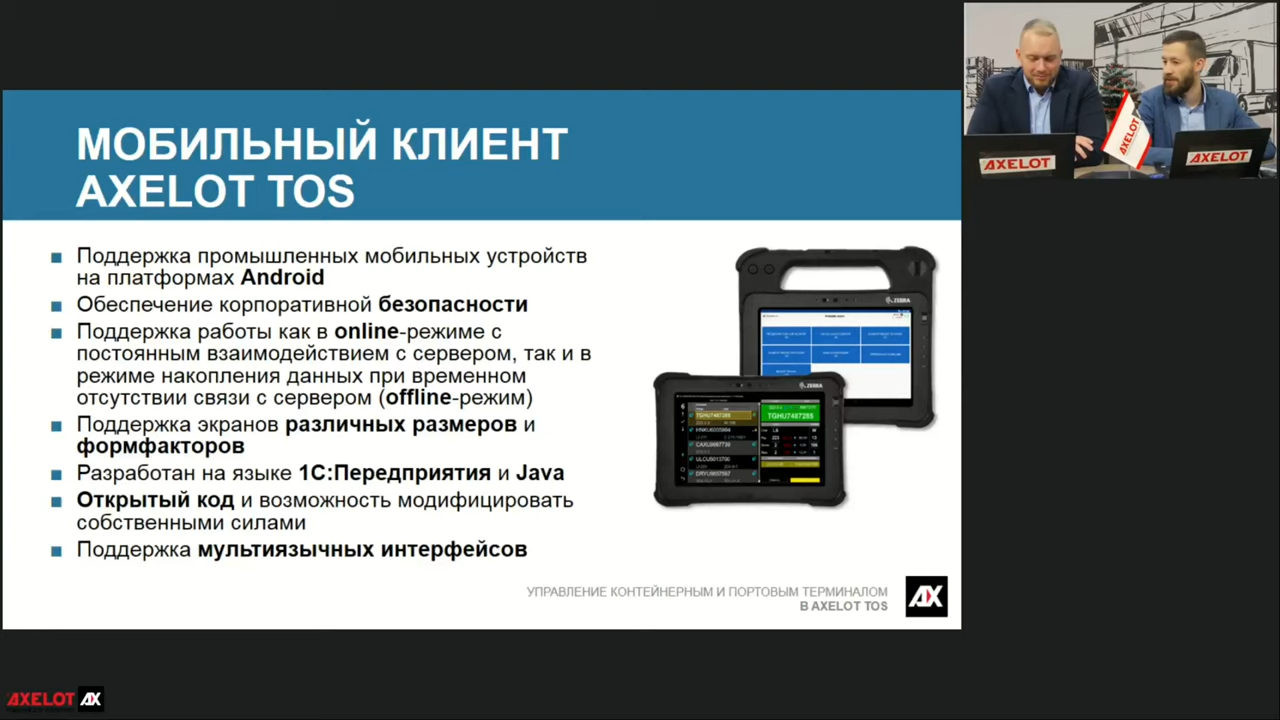 МОБИЛЬНЫЙ КЛИЕНТ
AXELOT TOS
Поддержка промышленных мобильных устройств
на платформах Android
Обеспечение корпоративной безопасности
Поддержка работы как в online-режиме с
постоянным взаимодействием с сервером, так и в
режиме накопления данных при временном
отсутствии связи с сервером (offline-режим)
Поддержка экранов различных размеров и
формфакторов
Разработан на языке 1С:Предприятия и Java
Открытый код и возможность модифицировать
собственными силами
Поддержка мультиязычных интерфейсов
ZEBRA
ZEBRA
TGHU7487285
TGHU7487285
УПРАВЛЕНИЕ КОНТЕЙНЕРНЫМ И ПОРТОВЫМ ТЕРМИНАЛОМ
В AXELOT TOS
AX
AXELOT
AXELOT
AXELOT
AXELOT AX